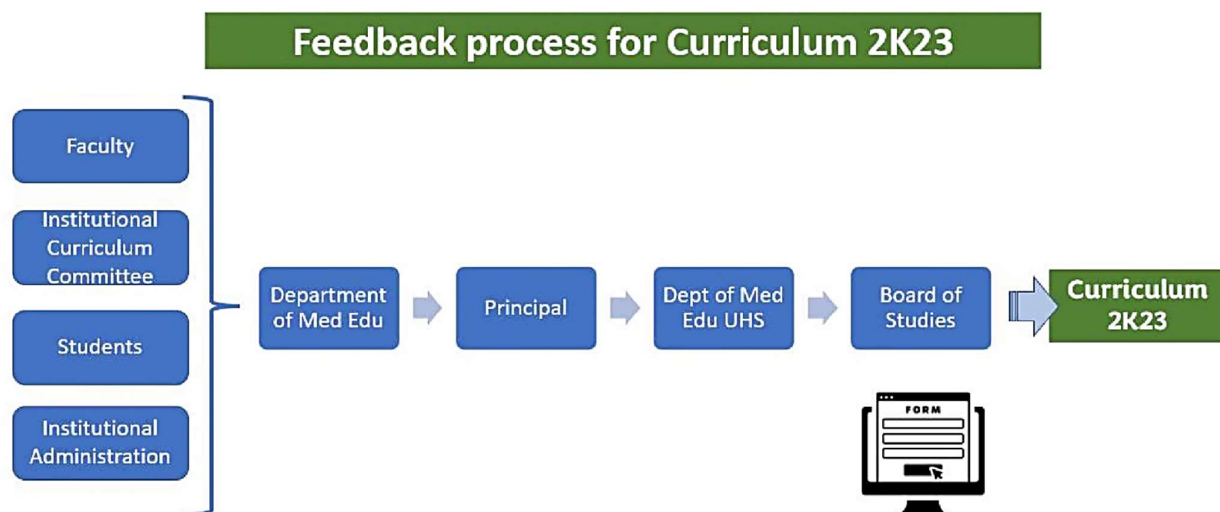 Feedback process for Curriculum 2K23
Faculty
Institutional
Curriculum
Committee
Students
Institutional
Administration
Department
of Med Edu
Principal
Dept of Med
Edu UHS
Board of
Studies
Curriculum
2K23
FORM